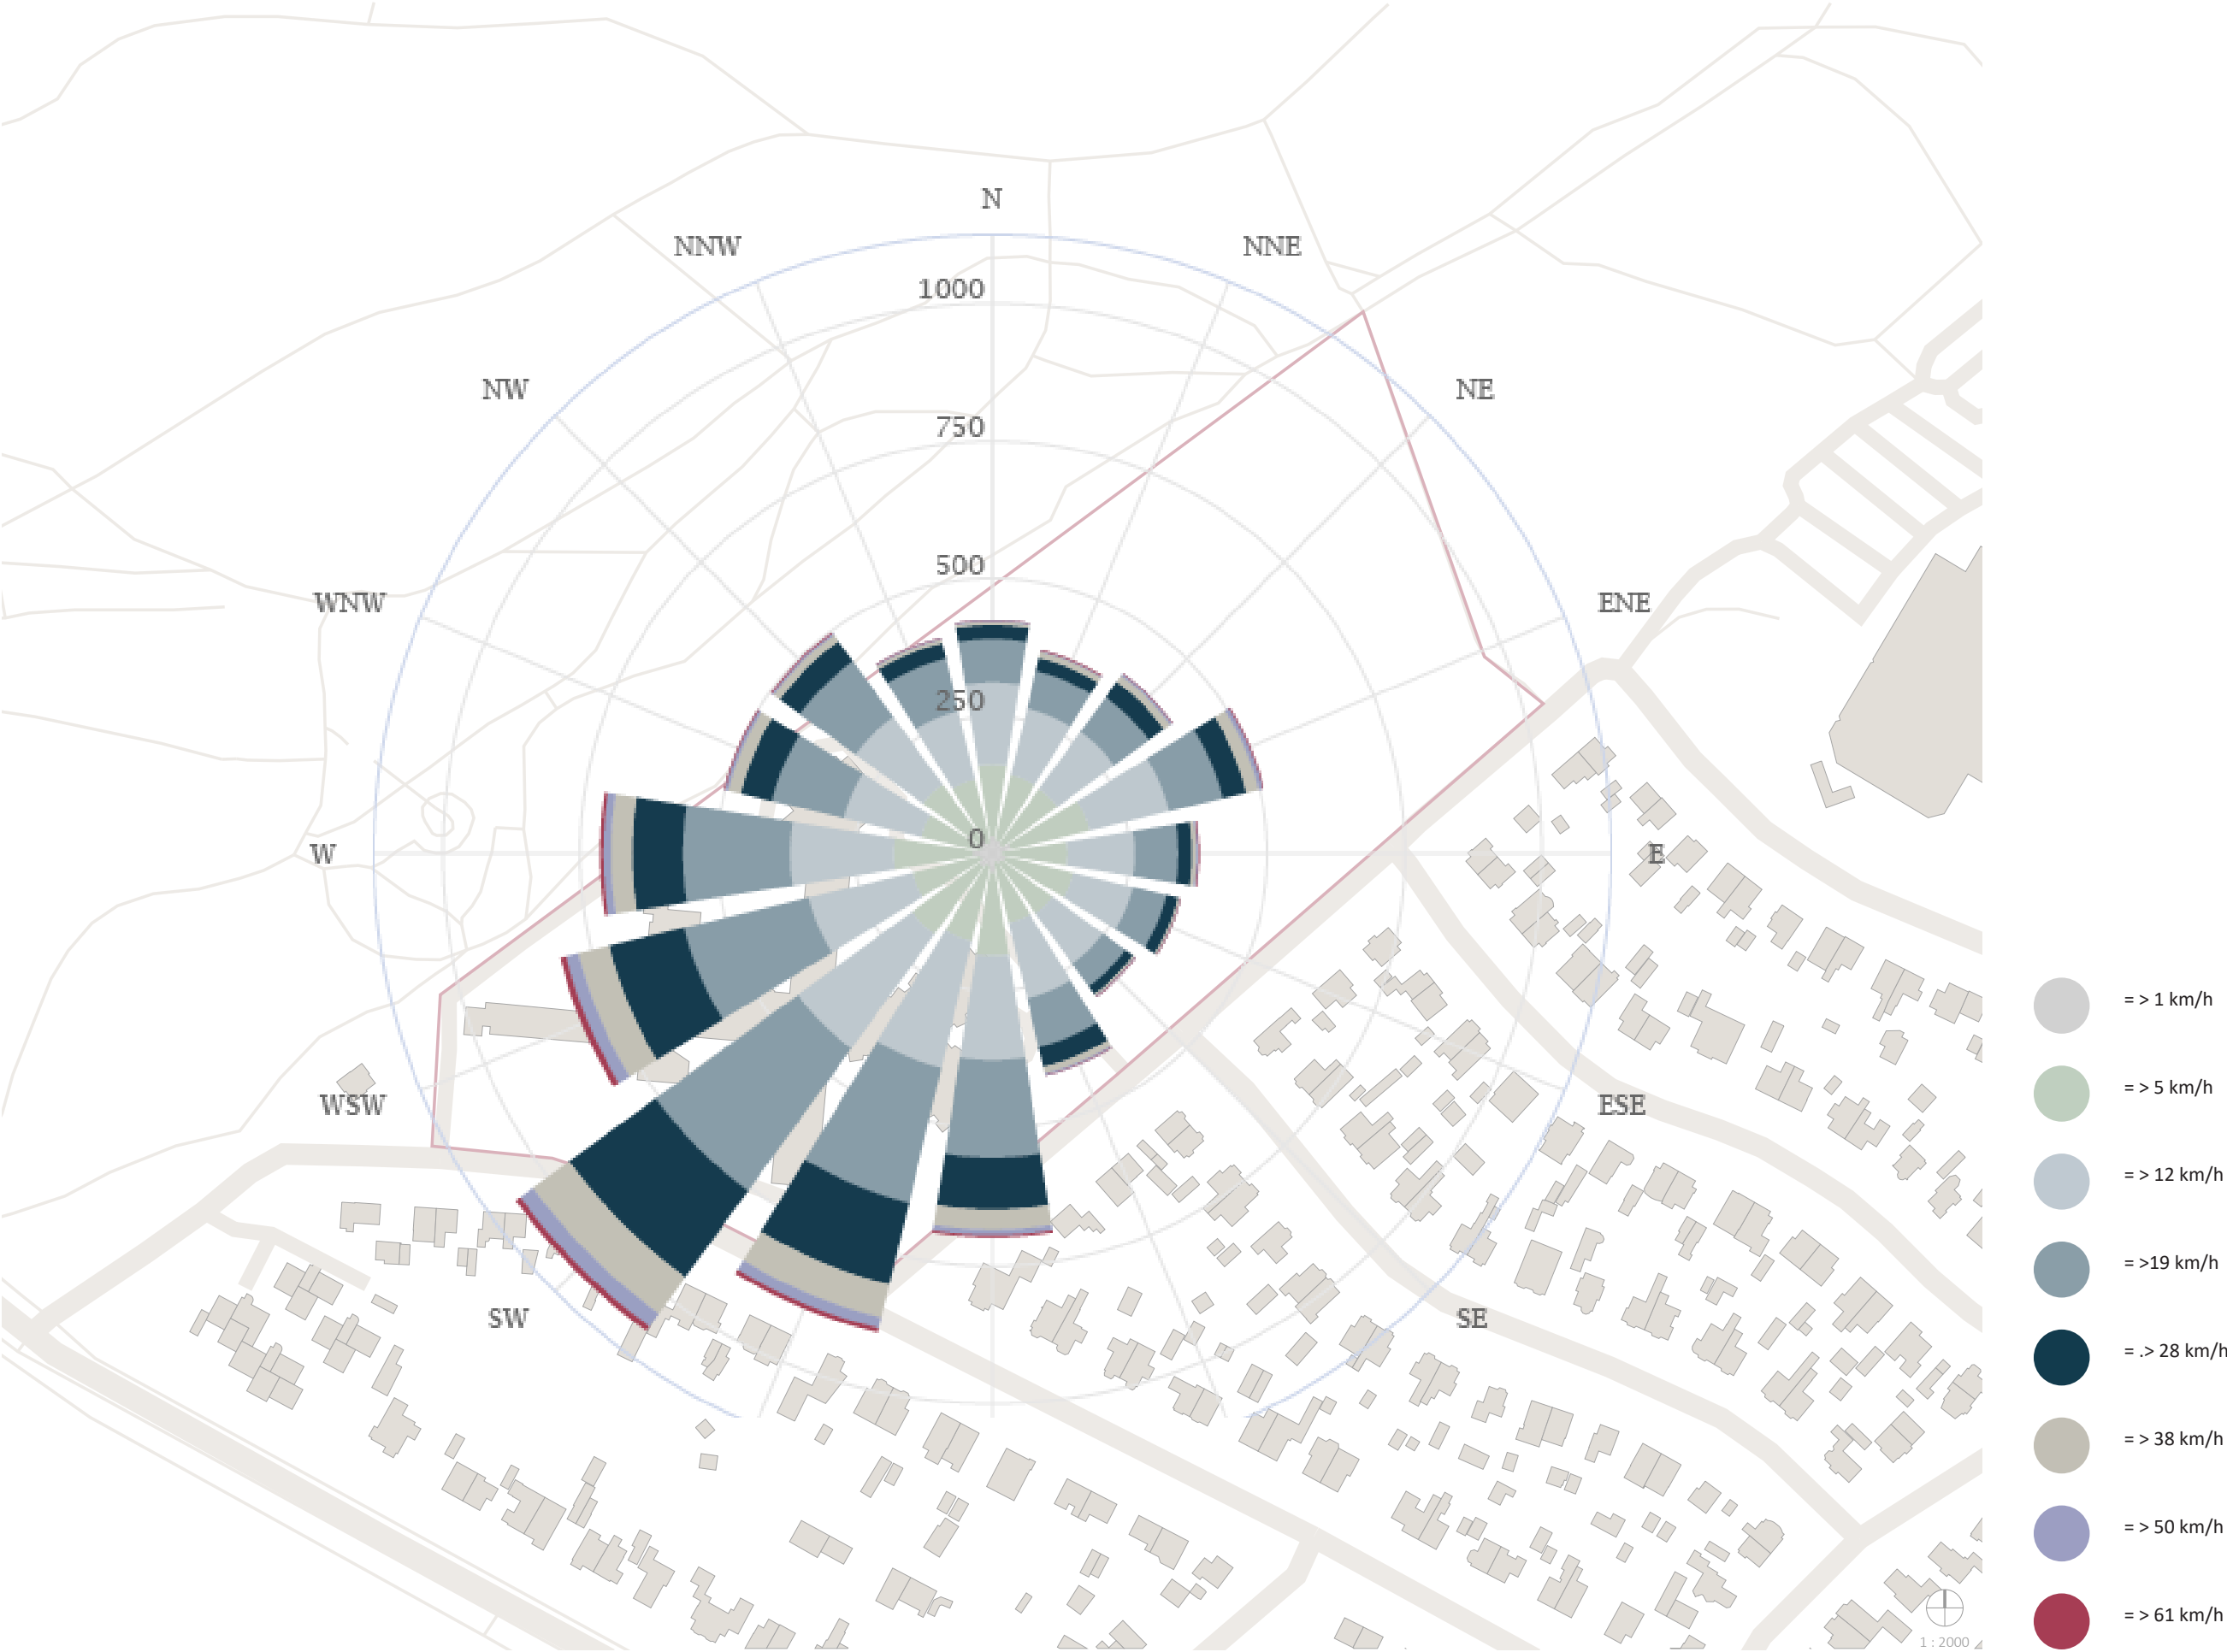 N
NNW
NNE
1000
NW
NE
750
500
WNW
ENE
250
0
W
E
= > 1 km/h
= > 5 km/h
WSW
ESE
= > 12 km/h
= >19 km/h
SW
SE
= .> 28 km/h
= > 38 km/h
= > 50 km/h
= > 61 km/h
1 : 2000